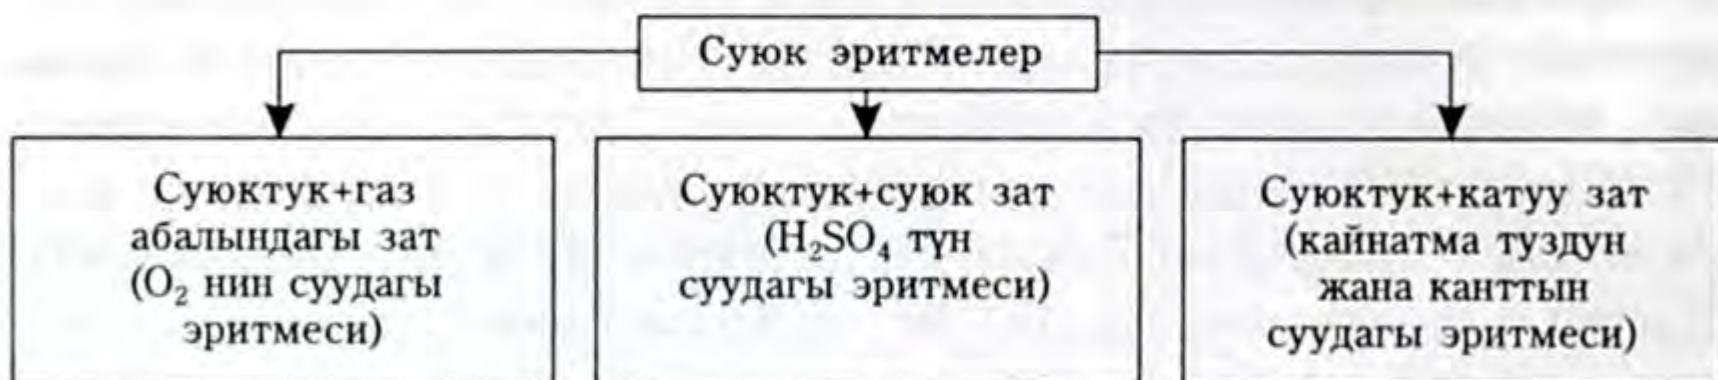 Суюк эритмелер
Суюктук+газ
абалындагы зат
(O₂ нин суудагы
эритмеси)
Суюктук+суюк зат
(H₂SO₄ түн
суудагы эритмеси)
Суюктук+катуу зат
(кайнатма туздун
жана канттын
суудагы эритмеси)